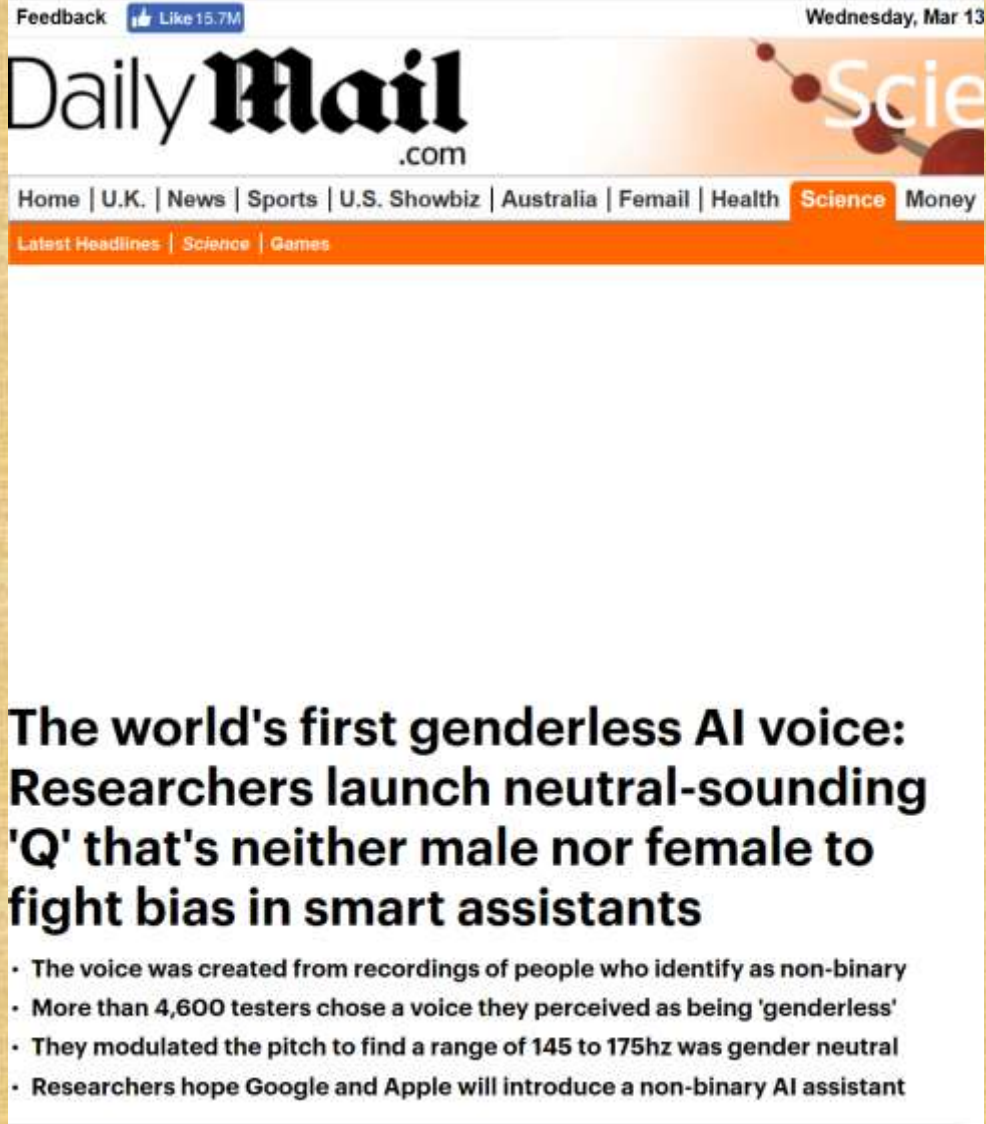 Feedback Like 15.7M Wednesday, Mar 13
Daily Mail
.com
Scie
Home | U.K. | News | Sports | U.S. Showbiz | Australia | Femail | Health Science Money
Latest Headlines | Science | Games
The world's first genderless AI voice:
Researchers launch neutral-sounding
'Q' that's neither male nor female to
fight bias in smart assistants
· The voice was created from recordings of people who identify as non-binary
· More than 4,600 testers chose a voice they perceived as being 'genderless'
· They modulated the pitch to find a range of 145 to 175hz was gender neutral
· Researchers hope Google and Apple will introduce a non-binary AI assistant